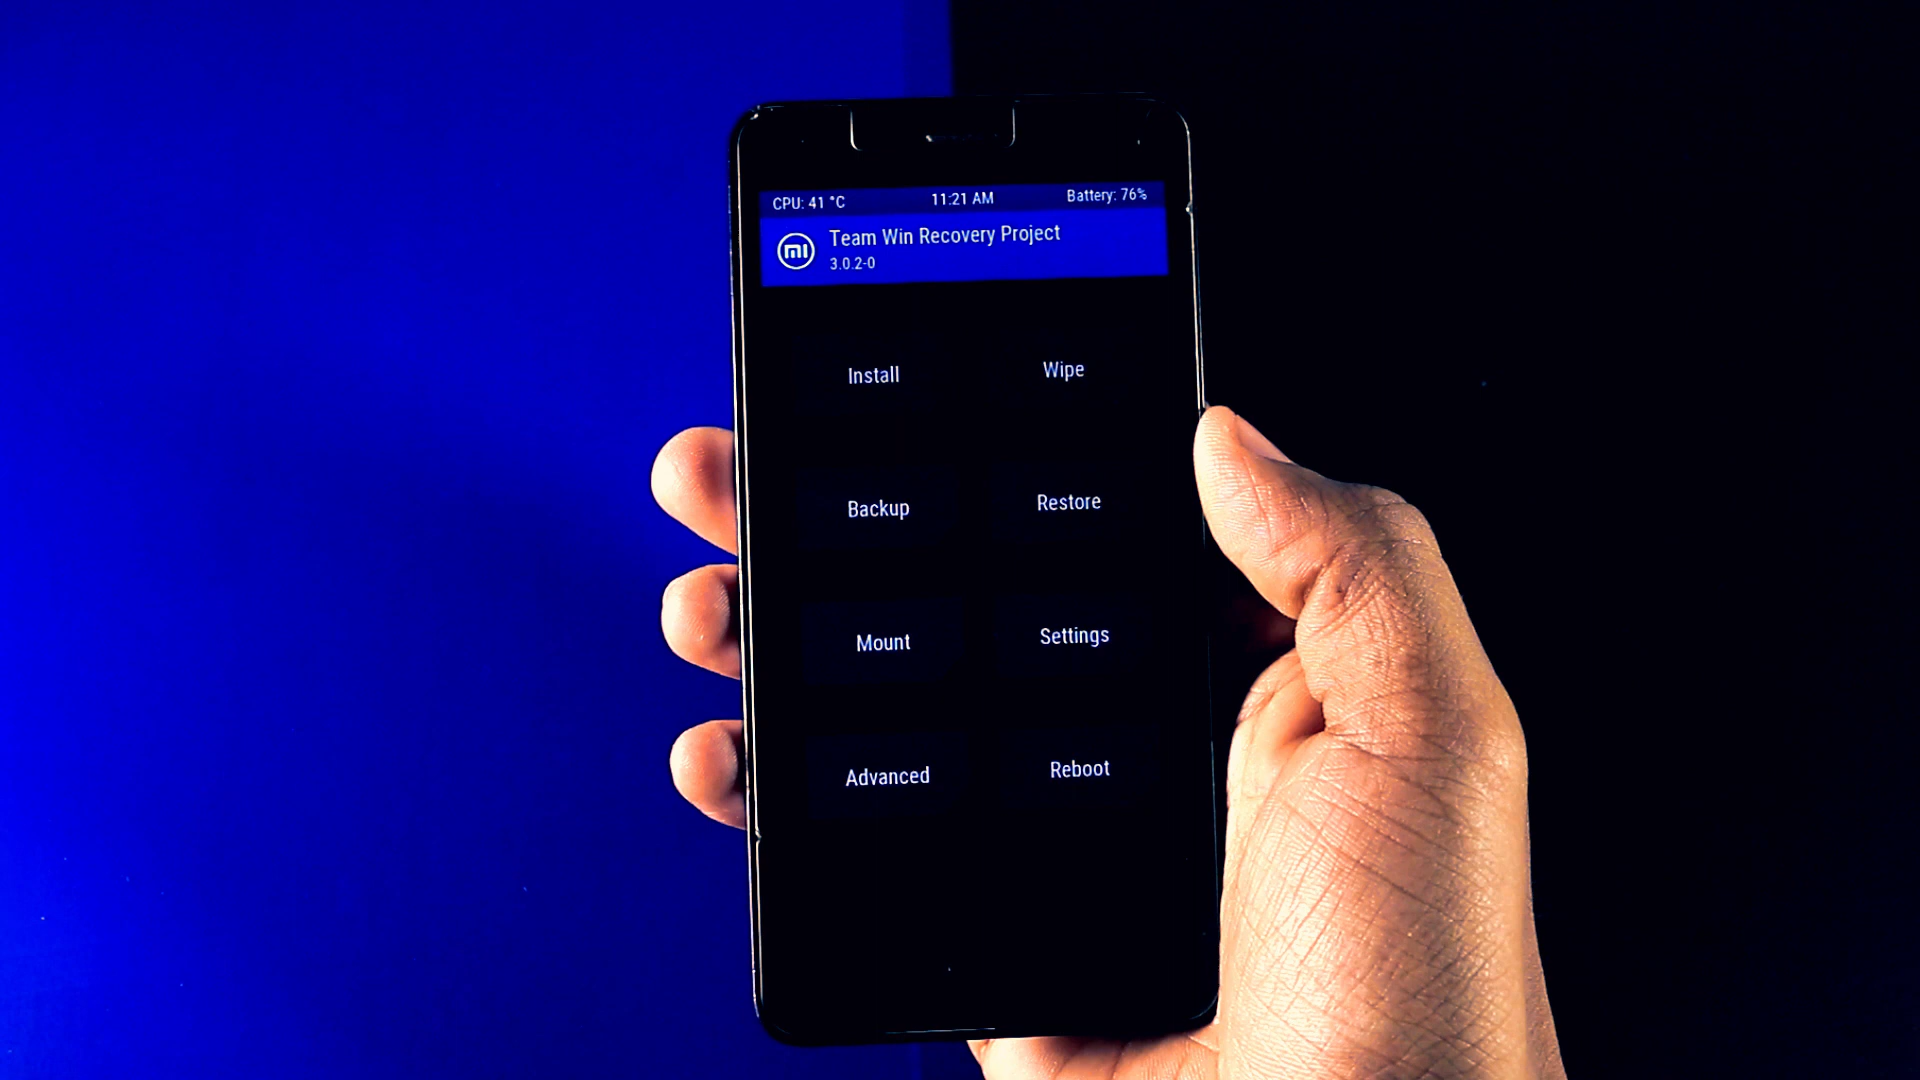 CPU: 41 °C 11:21 AM Battery: 76%
mi Team Win Recovery Project
3.0.2-0
Install Wipe
Backup Restore
Mount Settings
Advanced Reboot